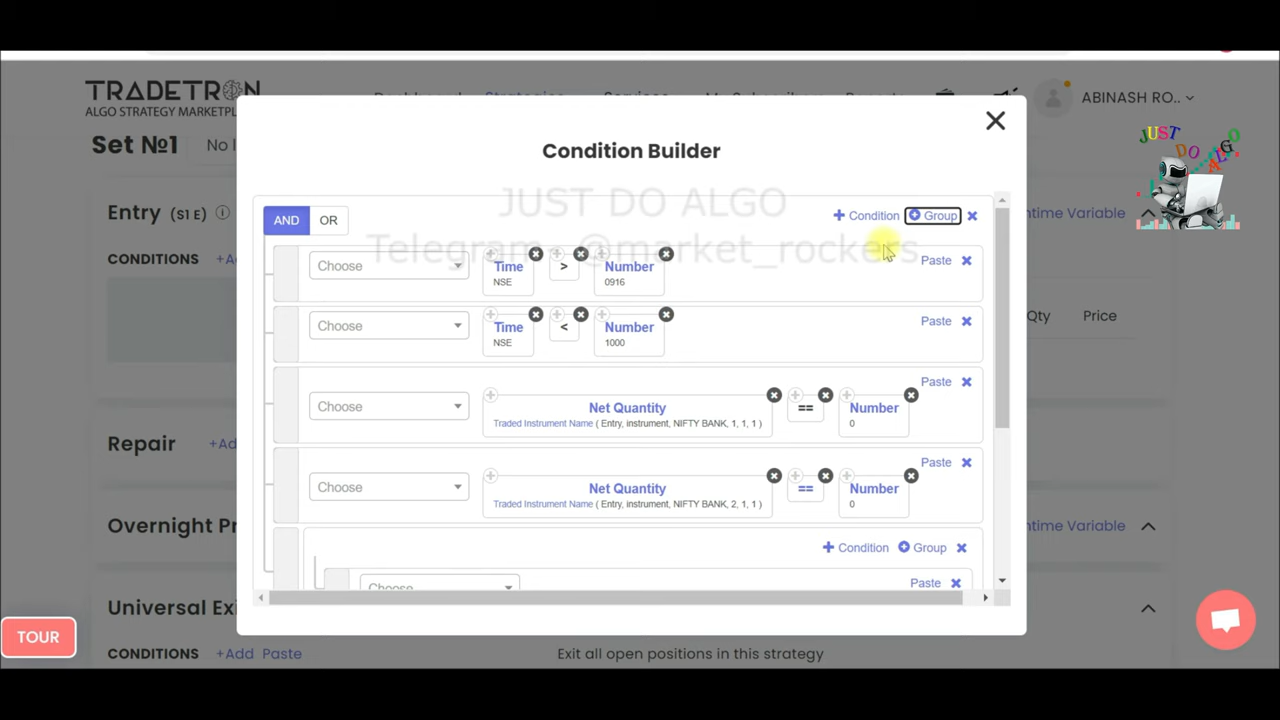 TRADETRON
ALGO STRATEGY MARKETPL
ABINASH RO..
JUST
DO
ALGO
Set №1
No l
Condition Builder
JUST DO ALGO
Telegram- @market_rockers
Entry (S1 E)
ntime Variable
CONDITIONS +A
AND OR
+ Condition Group
Choose Time > Number Paste
NSE 0916
Choose Time < Number Paste
NSE 1000
Qty Price
Choose Net Quantity == Number Paste
Traded Instrument Name ( Entry, instrument, NIFTY BANK, 1, 1, 1 ) 0
Repair +Ad
Choose Net Quantity == Number Paste
Traded Instrument Name ( Entry, instrument, NIFTY BANK, 2, 1, 1 ) 0
Overnight Pr
ntime Variable
+ Condition Group
Choose Paste
Universal Exi
TOUR
CONDITIONS +Add Paste
Exit all open positions in this strategy